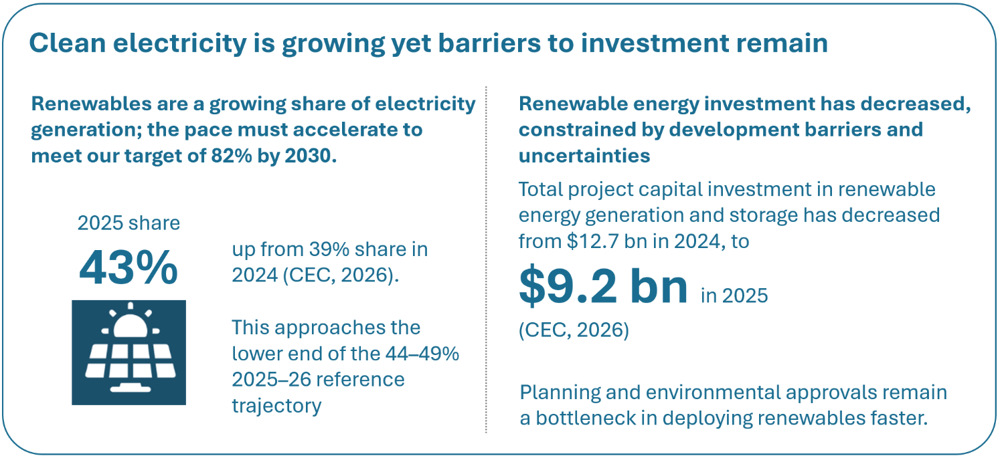 Clean electricity is growing yet barriers to investment remain
Renewables are a growing share of electricity
generation; the pace must accelerate to
meet our target of 82% by 2030.
2025 share
43%
up from 39% share in
2024 (CEC, 2026).
This approaches the
lower end of the 44–49%
2025–26 reference
trajectory
Renewable energy investment has decreased,
constrained by development barriers and
uncertainties
Total project capital investment in renewable
energy generation and storage has decreased
from $12.7 bn in 2024, to
$9.2 bn in 2025
(CEC, 2026)
Planning and environmental approvals remain
a bottleneck in deploying renewables faster.